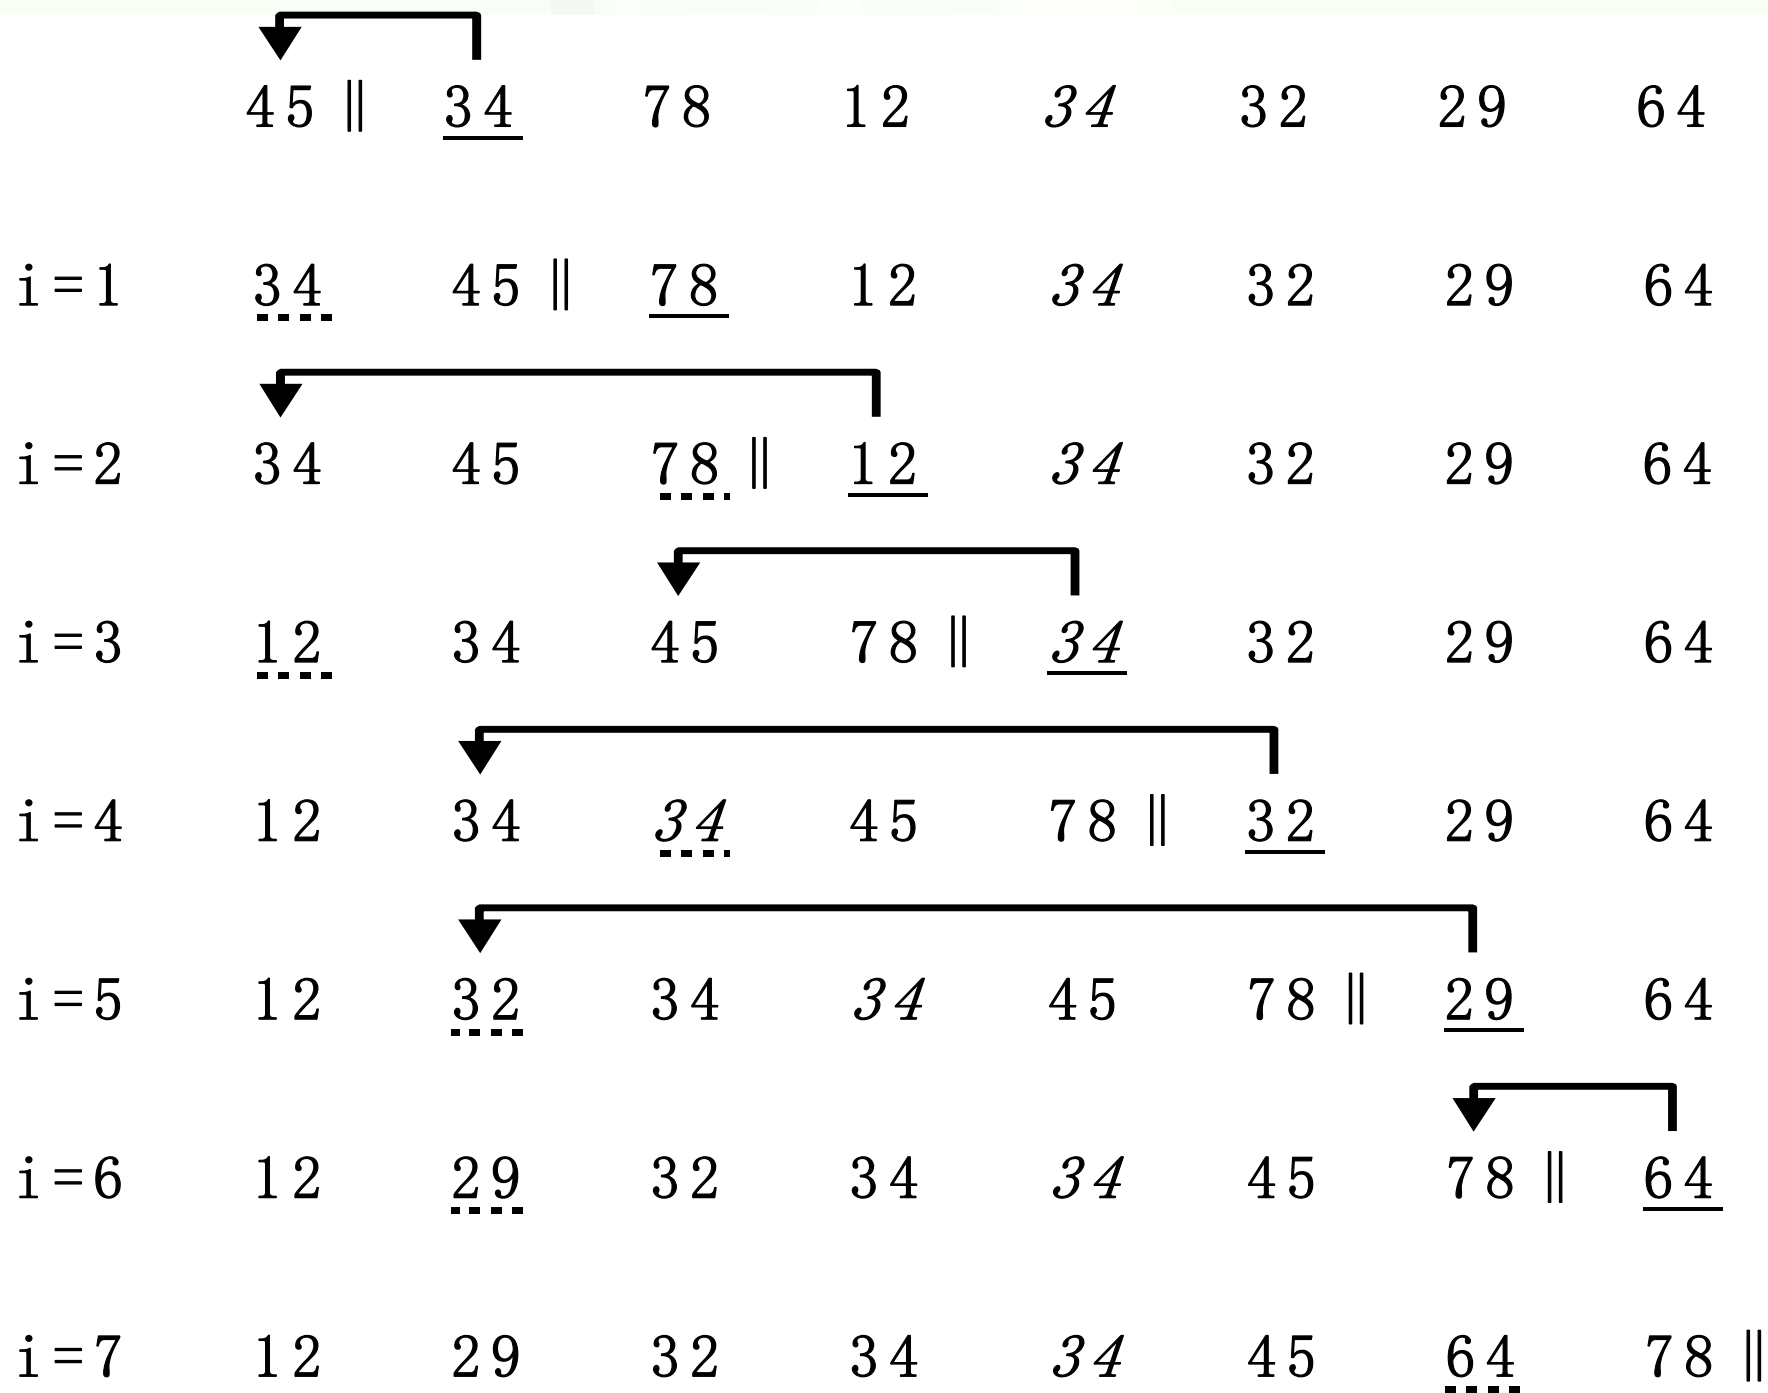 45 ‖ 34 78 12 34 32 29 64
i=1 34 45 ‖ 78 12 34 32 29 64
i=2 34 45 78 ‖ 12 34 32 29 64
i=3 12 34 45 78 ‖ 34 32 29 64
i=4 12 34 34 45 78 ‖ 32 29 64
i=5 12 32 34 34 45 78 ‖ 29 64
i=6 12 29 32 34 34 45 78 ‖ 64
i=7 12 29 32 34 34 45 64 78 ‖